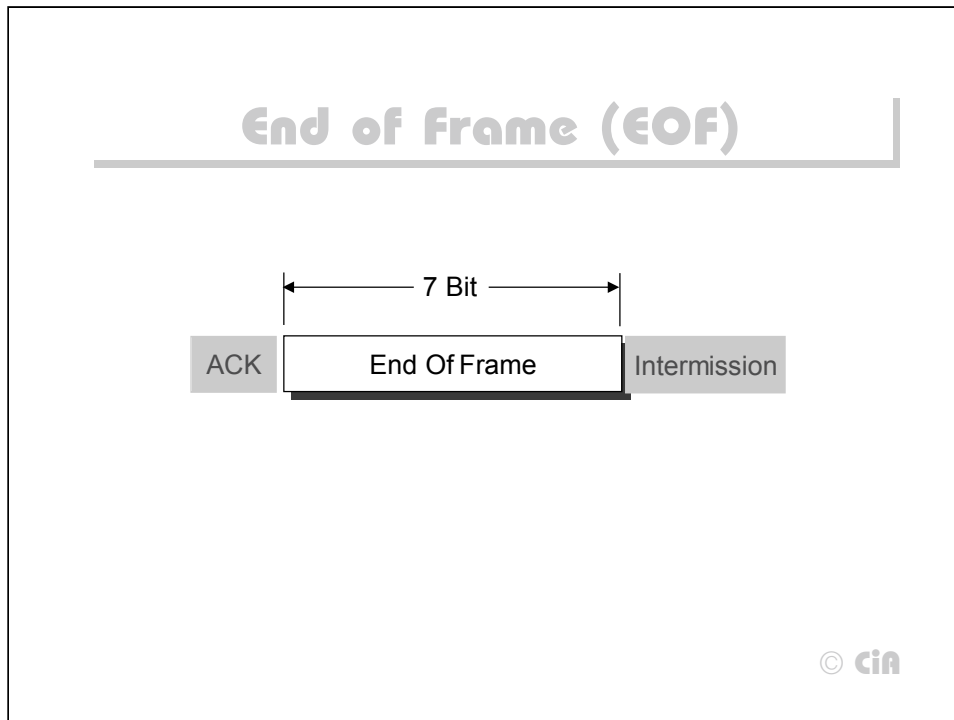 End of Frame (EOF)
7 Bit
ACK End Of Frame Intermission
© CiA